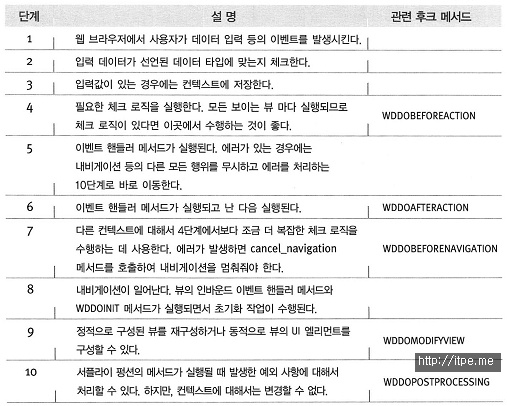 단계 설 명 관련 후크 메서드
1 웹 브라우저에서 사용자가 데이터 입력 등의 이벤트를 발생시킨다.
2 입력 데이터가 선언된 데이터 타입에 맞는지 체크한다.
3 입력값이 있는 경우에는 컨텍스트에 저장한다.
4 필요한 체크 로직을 실행한다. 모든 보이는 뷰 마다 실행되므로
체크 로직이 있다면 이곳에서 수행하는 것이 좋다.
WDDOBEFOREACTION
5 이벤트 핸들러 메서드가 실행된다. 에러가 있는 경우에는
내비게이션 등의 다른 모든 행위를 무시하고 에러를 처리하는
10단계로 바로 이동한다.
6 이벤트 핸들러 메서드가 실행되고 난 다음 실행된다. WDDOAFTERACTION
7 다른 컨텍스트에 대해서 4단계에서보다 조금 더 복잡한 체크 로직을
수행하는 데 사용한다. 에러가 발생하면 cancel_navigation
메서드를 호출하여 내비게이션을 멈춰줘야 한다.
WDDOBEFORENAVIGATION
8 내비게이션이 일어난다. 뷰의 인바운드 이벤트 핸들러 메서드와
WDDOINIT 메서드가 실행되면서 초기화 작업이 수행된다.
9 정적으로 구성된 뷰를 재구성하거나 동적으로 뷰의 UI 엘리먼트를
구성할 수 있다.
WDDOMODIFYVIEW
http://itpe.me
10 서플라이 펑션의 메서드가 실행될 때 발생한 예외 사항에 대해서
처리할 수 있다. 하지만, 컨텍스트에 대해서는 변경할 수 없다.
WDDOPOSTPROCESSING